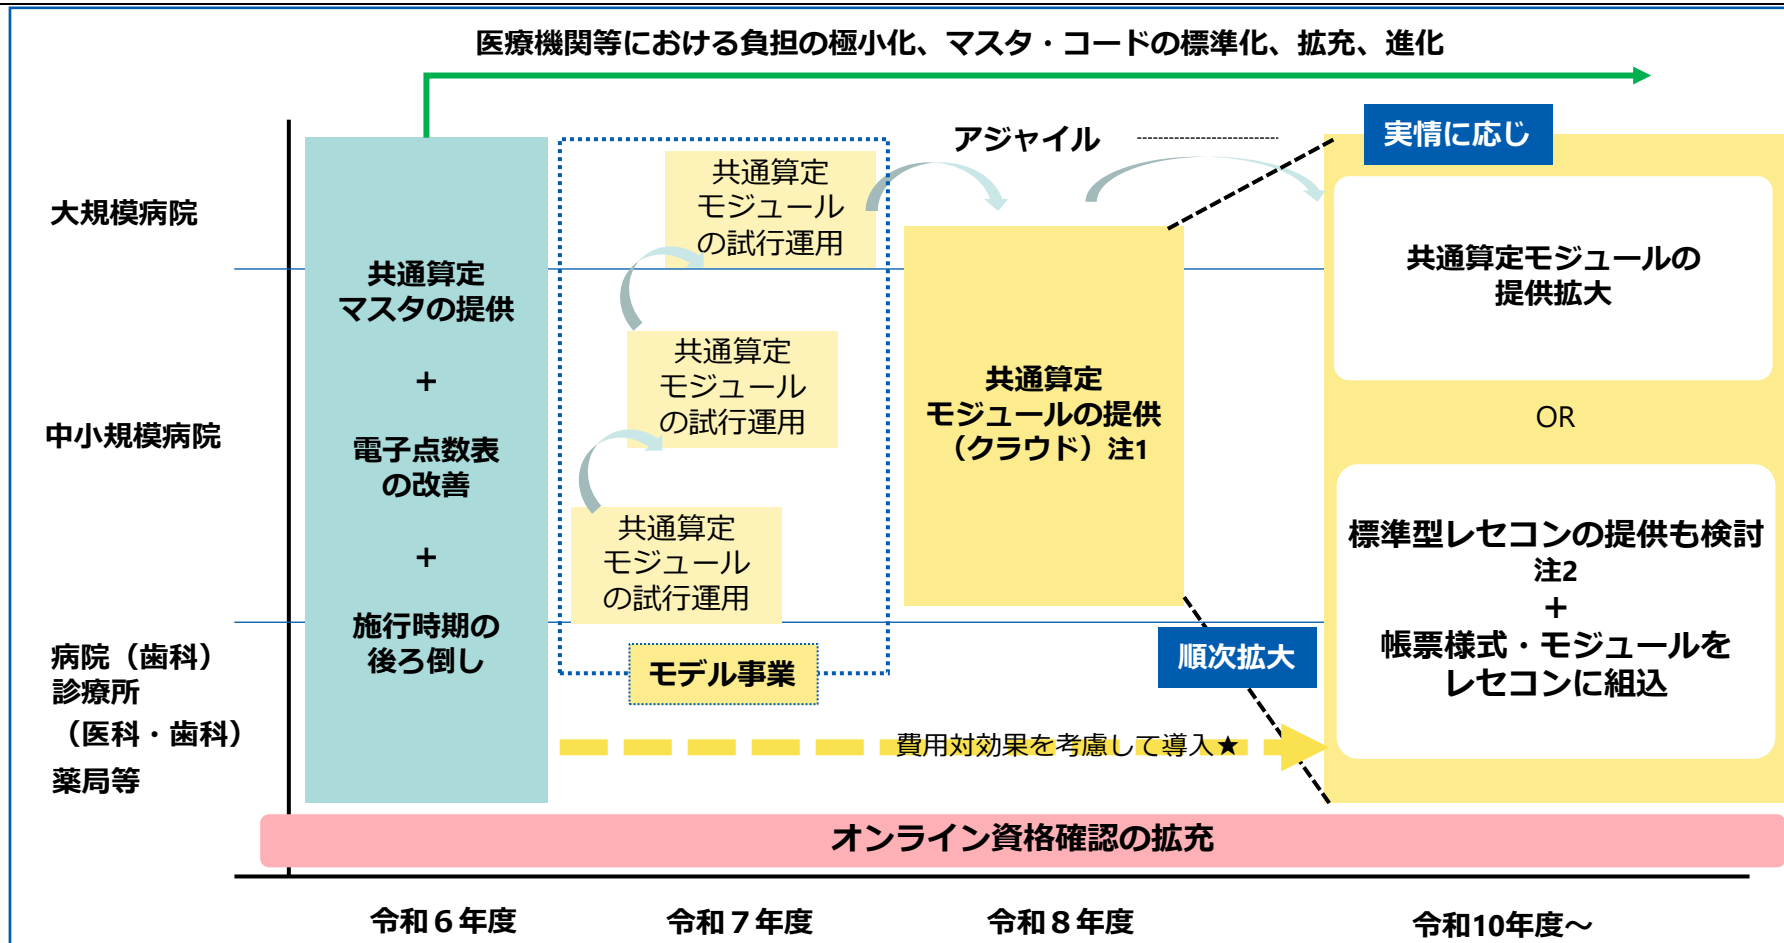 医療機関等における負担の極小化、マスタ・コードの標準化、拡充、進化
アジャイル
実情に応じ
大規模病院
中小規模病院
病院（歯科）
診療所
（医科・歯科）
薬局等
共通算定
マスタの提供
+
電子点数表
の改善
+
施行時期の
後ろ倒し
共通算定
モジュール
の試行運用
共通算定
モジュール
の試行運用
共通算定
モジュール
の試行運用
モデル事業
共通算定
モジュールの提供
（クラウド）注1
順次拡大
共通算定モジュールの
提供拡大
OR
標準型レセコンの提供も検討
注2
+
帳票様式・モジュールを
レセコンに組込
費用対効果を考慮して導入★
オンライン資格確認の拡充
令和６年度
令和７年度
令和８年度
令和10年度～